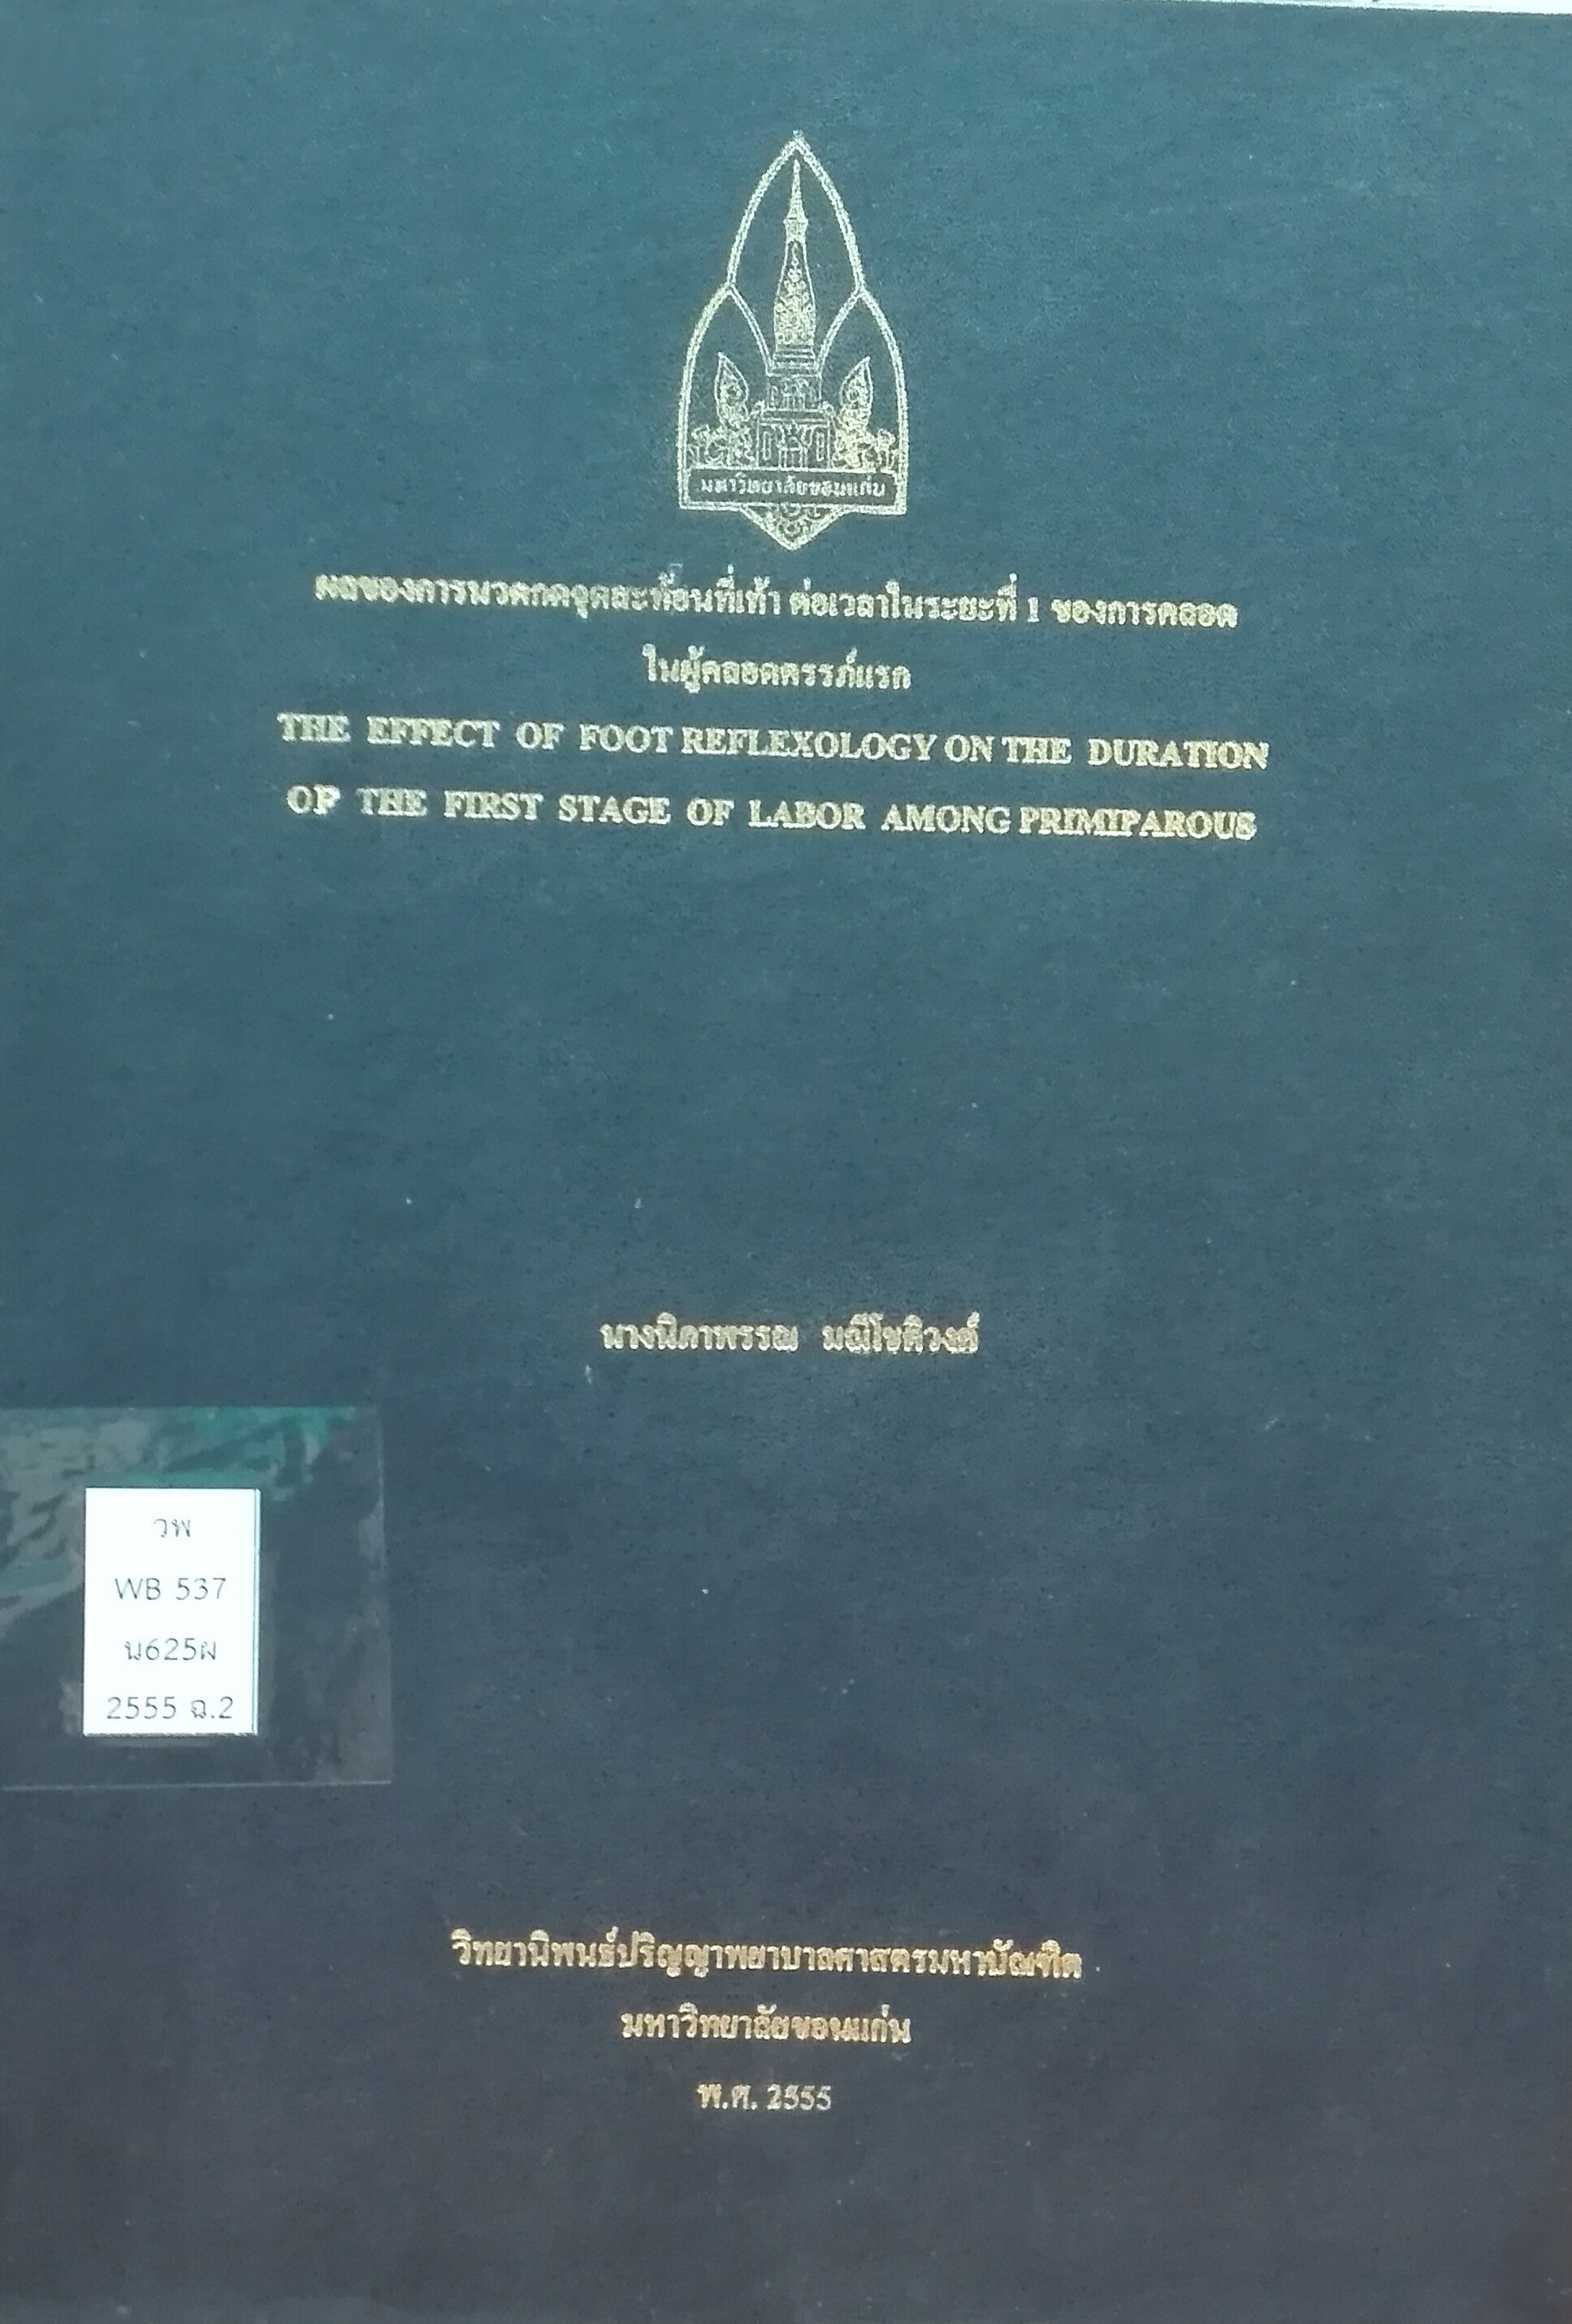 มหาวิทยาลัยขอนแก่น
ผลของการนวดกดจุดสะท้อนที่เท้า ต่อเวลาในระยะที่ 1 ของการคลอด
ในผู้คลอดครรภ์แรก
THE EFFECT OF FOOT REFLEXOLOGY ON THE DURATION
OF THE FIRST STAGE OF LABOR AMONG PRIMIPAROUS
นางนิภาพรรณ มณีโชติวงศ์
วพ
WB 537
น625ผ
2555 ฉ.2
วิทยานิพนธ์ปริญญาพยาบาลศาสตรมหาบัณฑิต
มหาวิทยาลัยขอนแก่น
พ.ศ. 2555